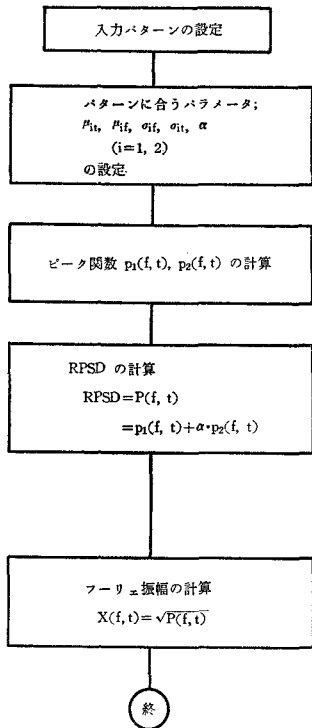 入力パターンの設定
パターンに合うパラメータ;
μit, μif, σif, σit, α
(i=1, 2)
の設定.
ピーク関数 p₁(f, t), p₂(f, t) の計算
RPSD の計算
RPSD=P(f, t)
=p₁(f, t)+α・p₂(f, t)
フーリェ振幅の計算
X(f, t)=√P(f, t)
終